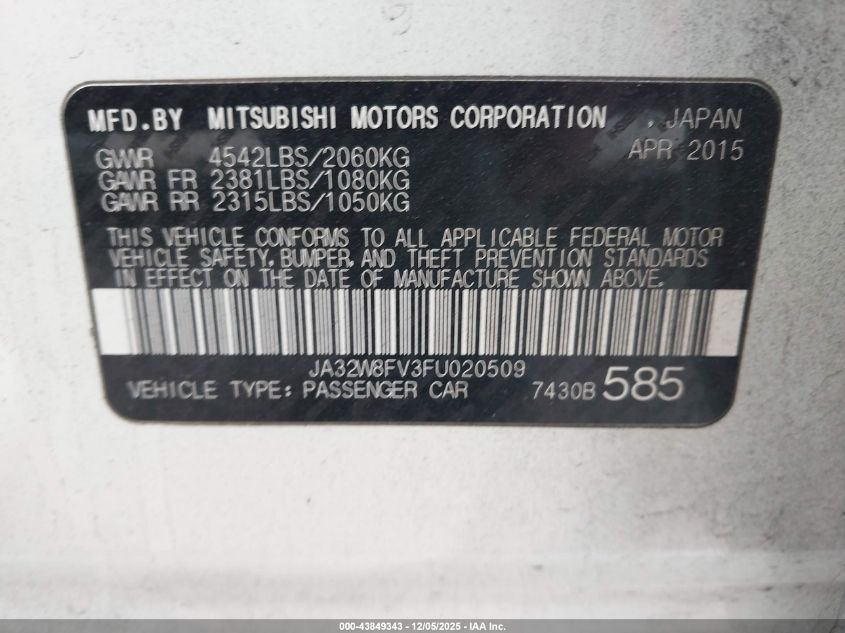 MFD.BY MITSUBISHI MOTORS CORPORATION , JAPAN
GVWR 4542LBS/2060KG APR 2015
GAWR FR 2381LBS/1080KG
GAWR RR 2315LBS/1050KG
THIS VEHICLE CONFORMS TO ALL APPLICABLE FEDERAL MOTOR
VEHICLE SAFETY, BUMPER, AND THEFT PREVENTION STANDARDS
IN EFFECT ON THE DATE OF MANUFACTURE SHOWN ABOVE.
JA32W8FV3FU020509
VEHICLE TYPE: PASSENGER CAR 7430B 585
000-43849343 - 12/05/2025 - IAA Inc.